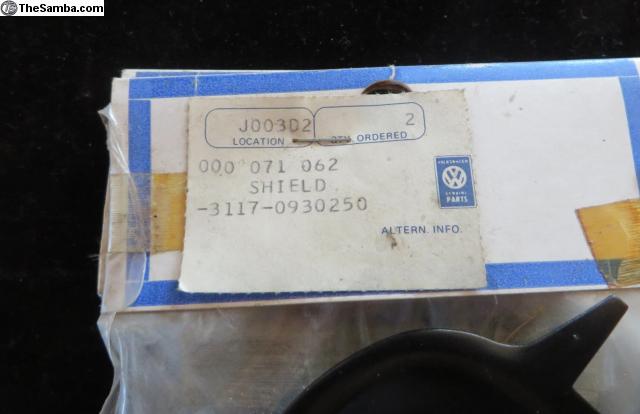 TheSamba.com
J003D2 2
LOCATION QTY ORDERED
000 071 062
SHIELD
-3117-0930250
VOLKSWAGEN
GENUINE
PARTS
ALTERN. INFO.